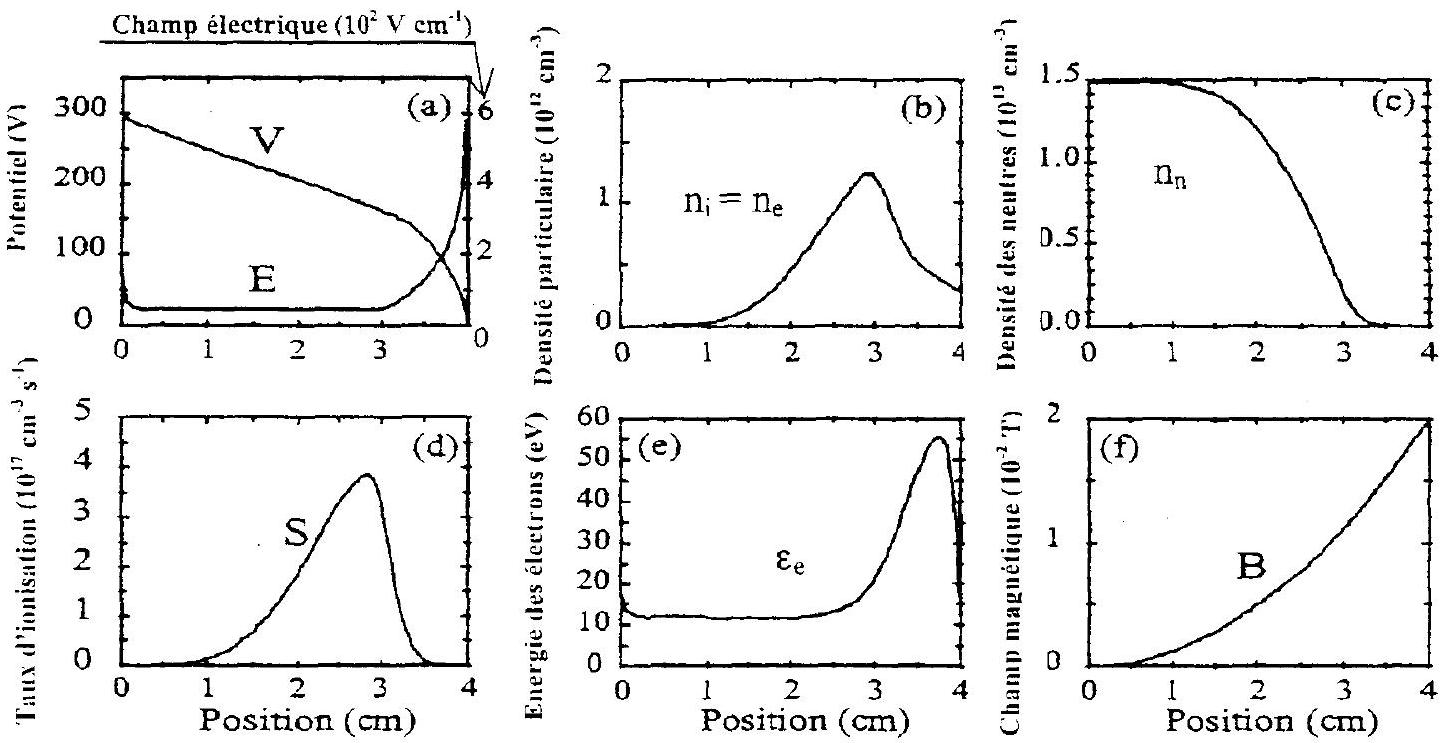 Champ électrique (10² V cm⁻¹)
Potentiel (V)
300
200
100
0
(a)
V
E
6
4
2
0
0 1 2 3
Densité particulaire (10¹² cm⁻³)
2
1
0
(b)
nᵢ = nₑ
0 1 2 3 4
Densité des neutres (10¹³ cm⁻³)
1.5
1.0
0.5
0.0
(c)
nₙ
0 1 2 3 4
Taux d'ionisation (10¹⁷ cm⁻³ s⁻¹)
5
4
3
2
1
0
(d)
S
0 1 2 3 4
Position (cm)
Energie des électrons (eV)
60
50
40
30
20
10
0
(e)
εₑ
0 1 2 3 4
Position (cm)
Champ magnétique (10⁻² T)
2
1
0
(f)
B
0 1 2 3 4
Position (cm)